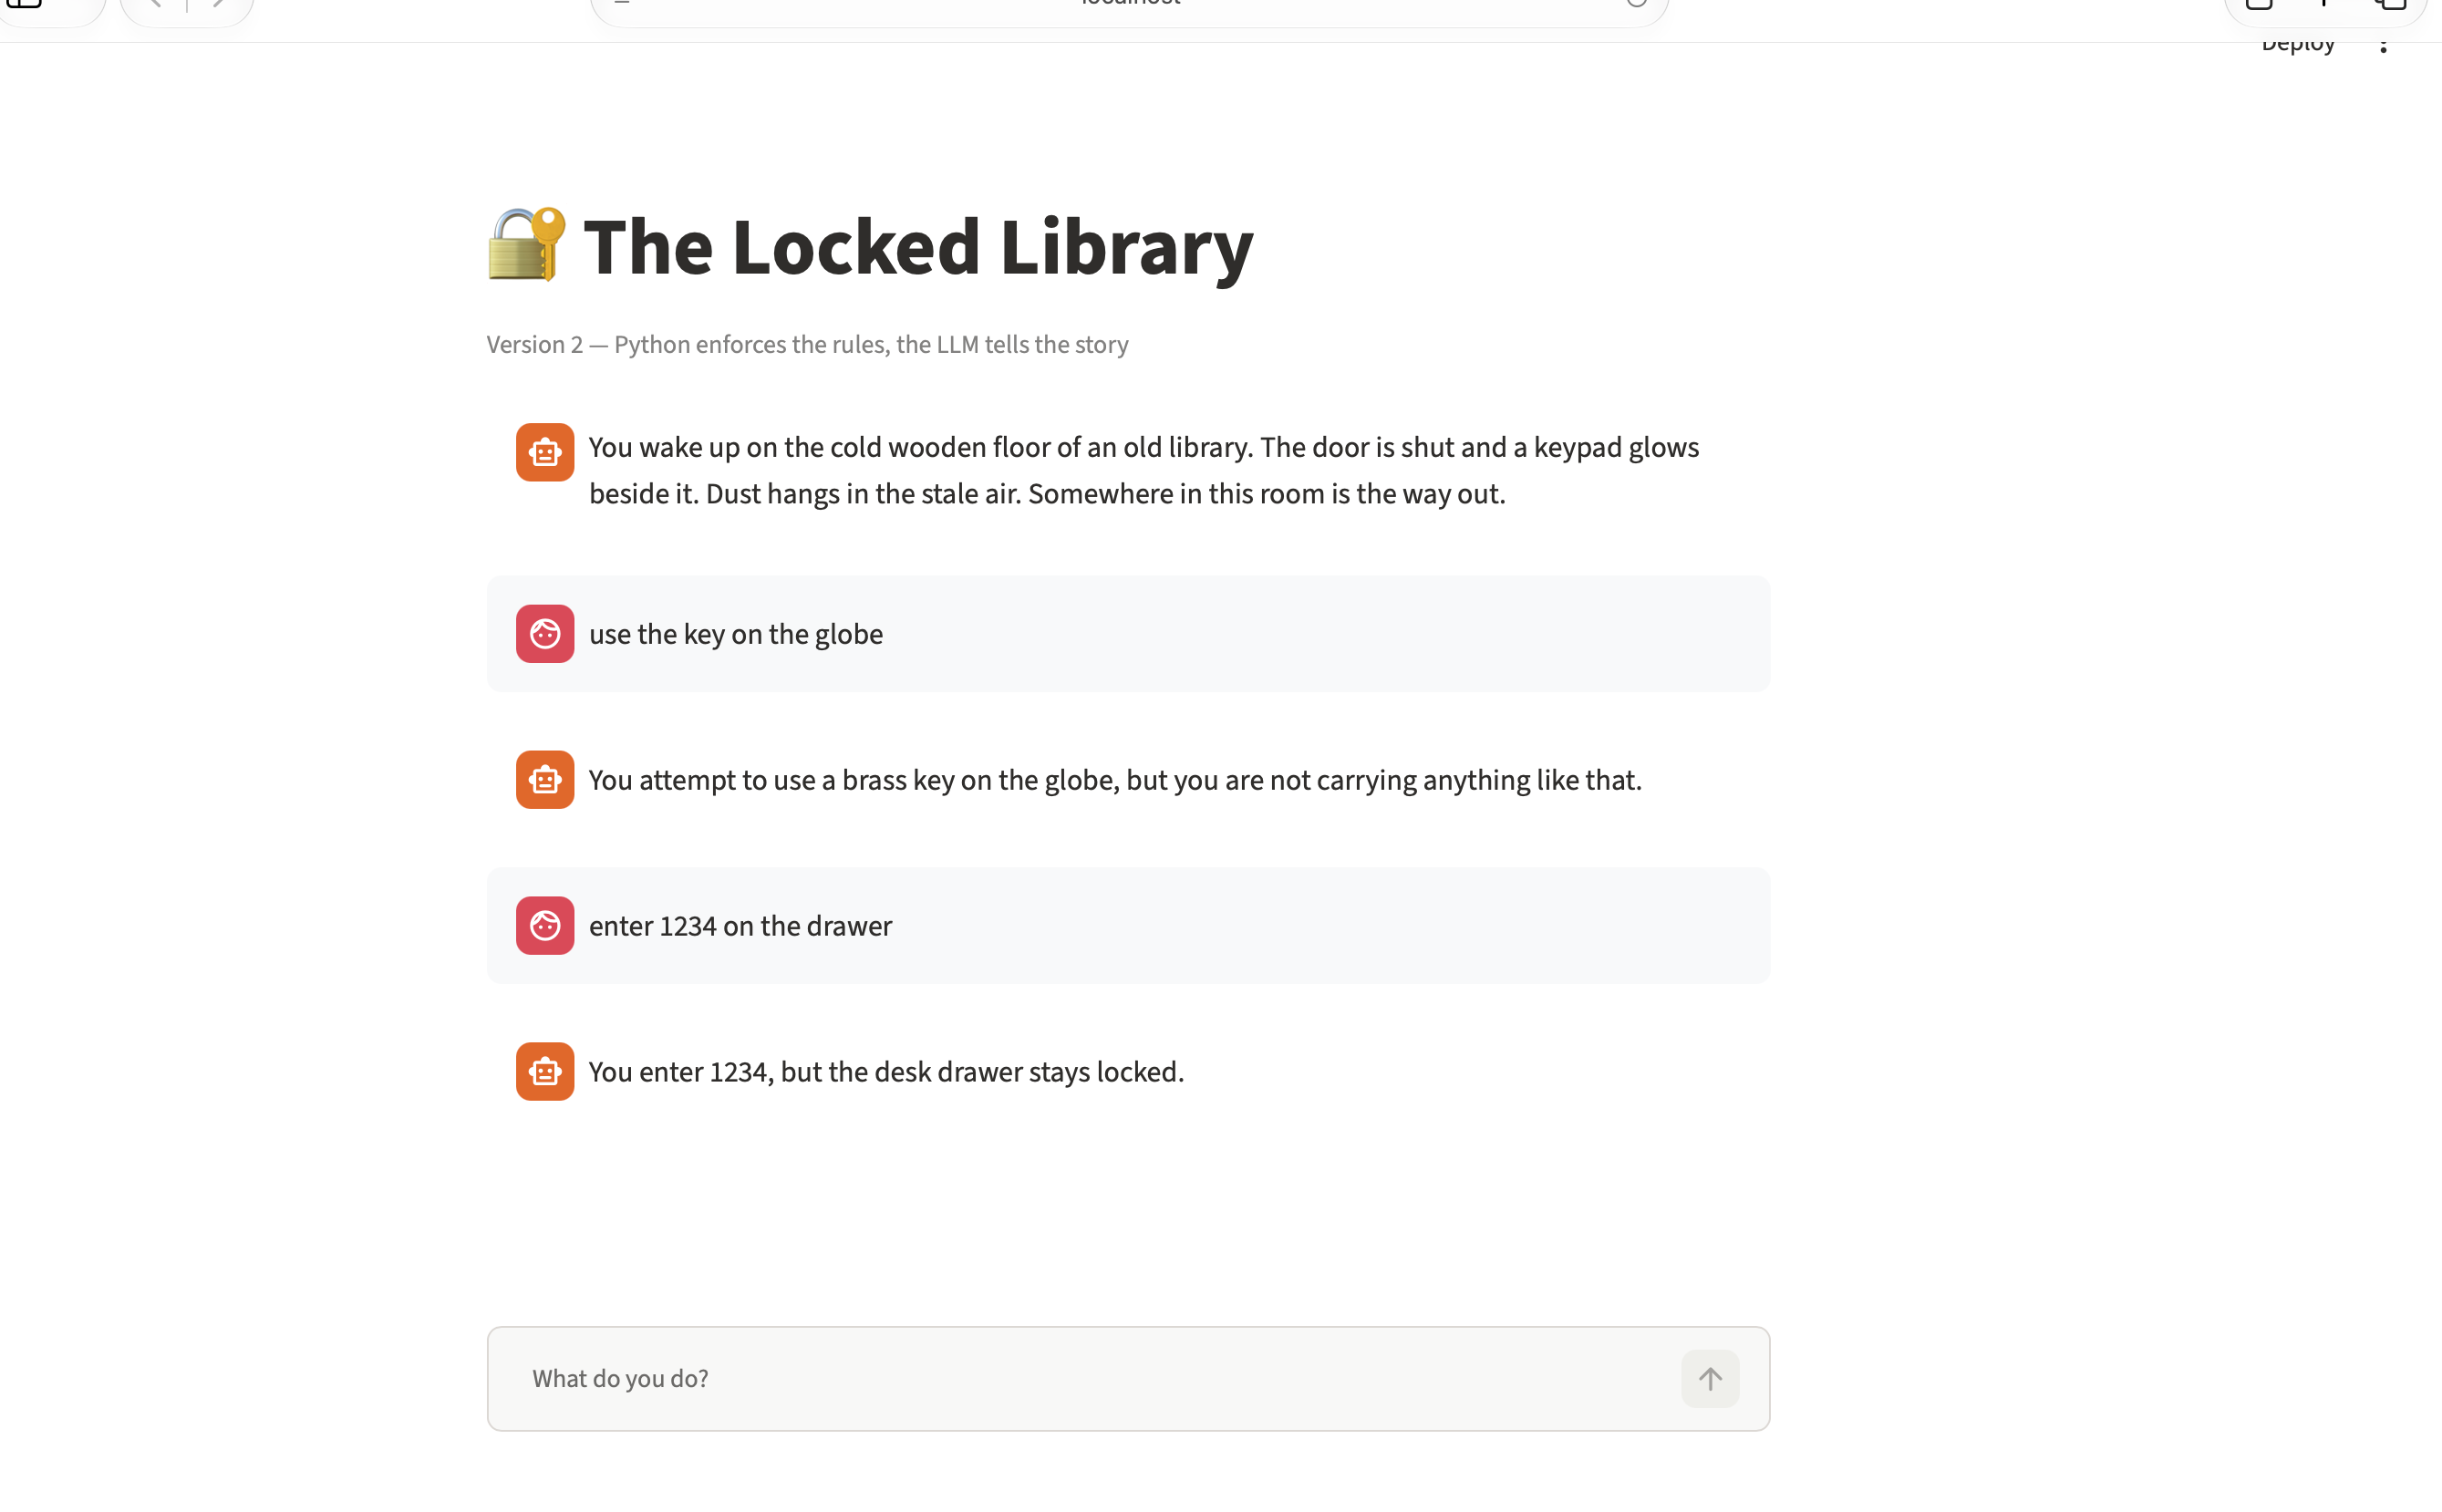 localhost
Deploy
The Locked Library
Version 2 — Python enforces the rules, the LLM tells the story
You wake up on the cold wooden floor of an old library. The door is shut and a keypad glows
beside it. Dust hangs in the stale air. Somewhere in this room is the way out.
use the key on the globe
You attempt to use a brass key on the globe, but you are not carrying anything like that.
enter 1234 on the drawer
You enter 1234, but the desk drawer stays locked.
What do you do?